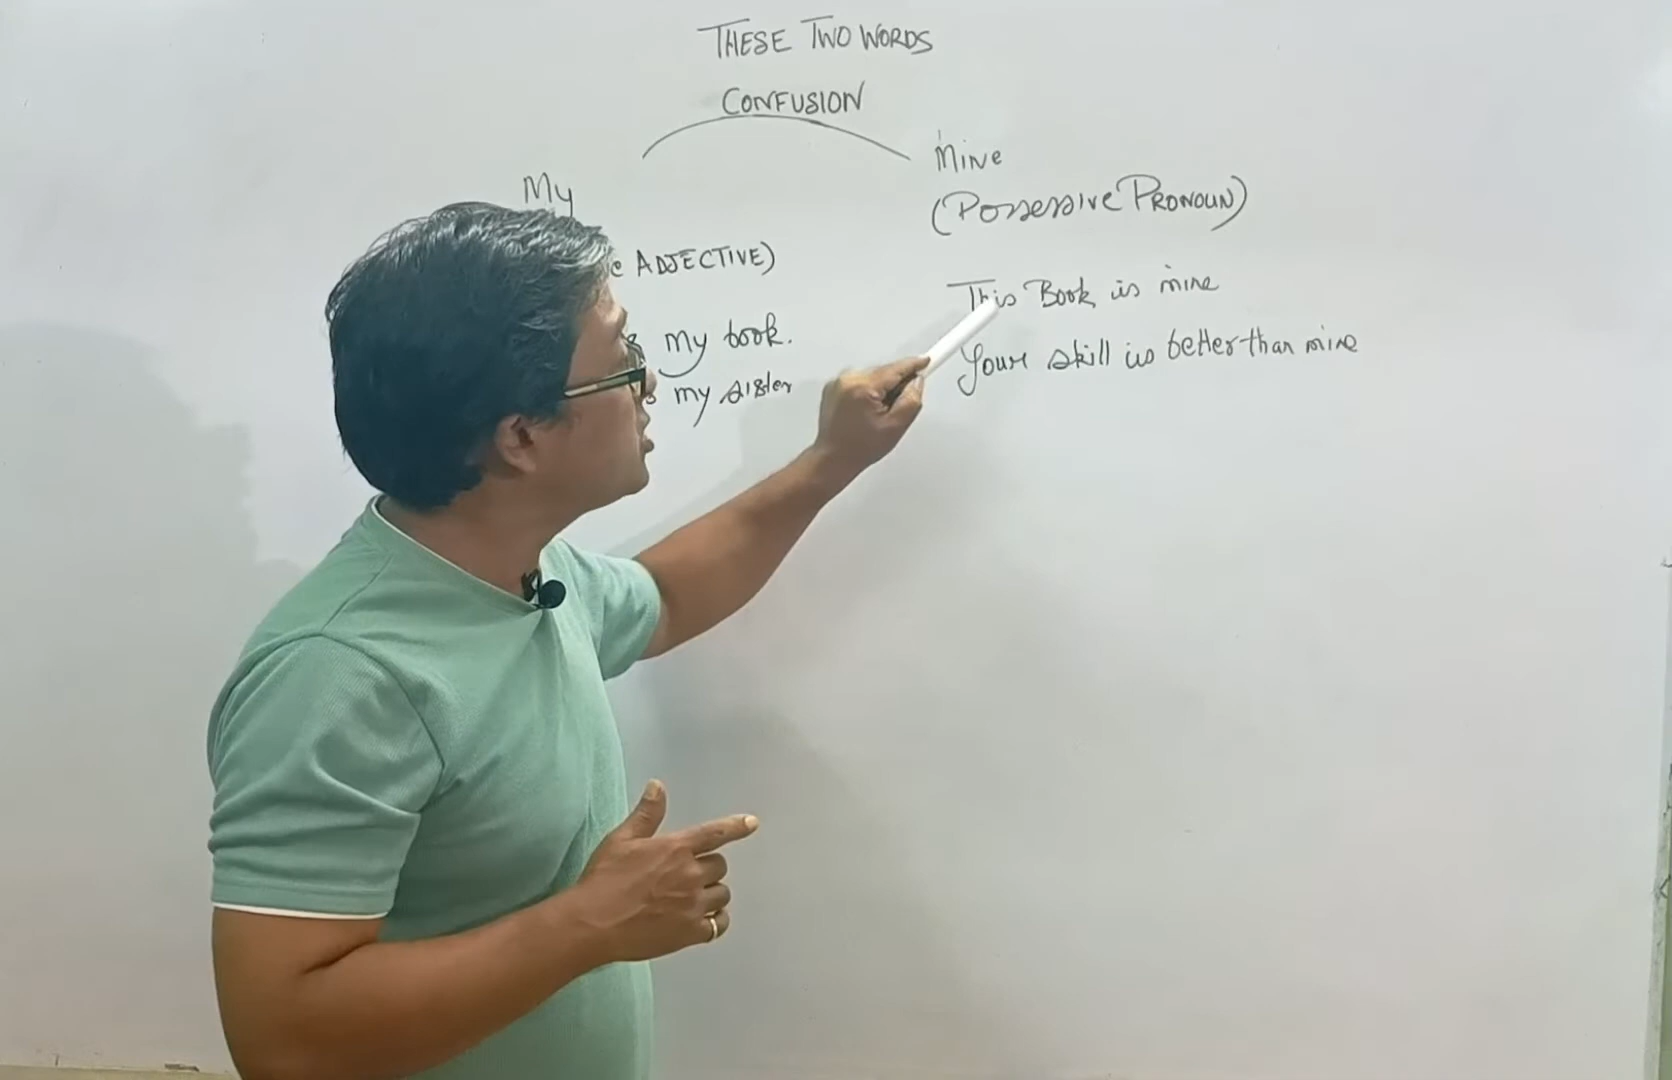 THESE TWO WORDS
CONFUSION
My
ADJECTIVE)
my book.
my sister
Mine
(Possessive PRONOUN)
This Book is mine
Your skill is better than mine